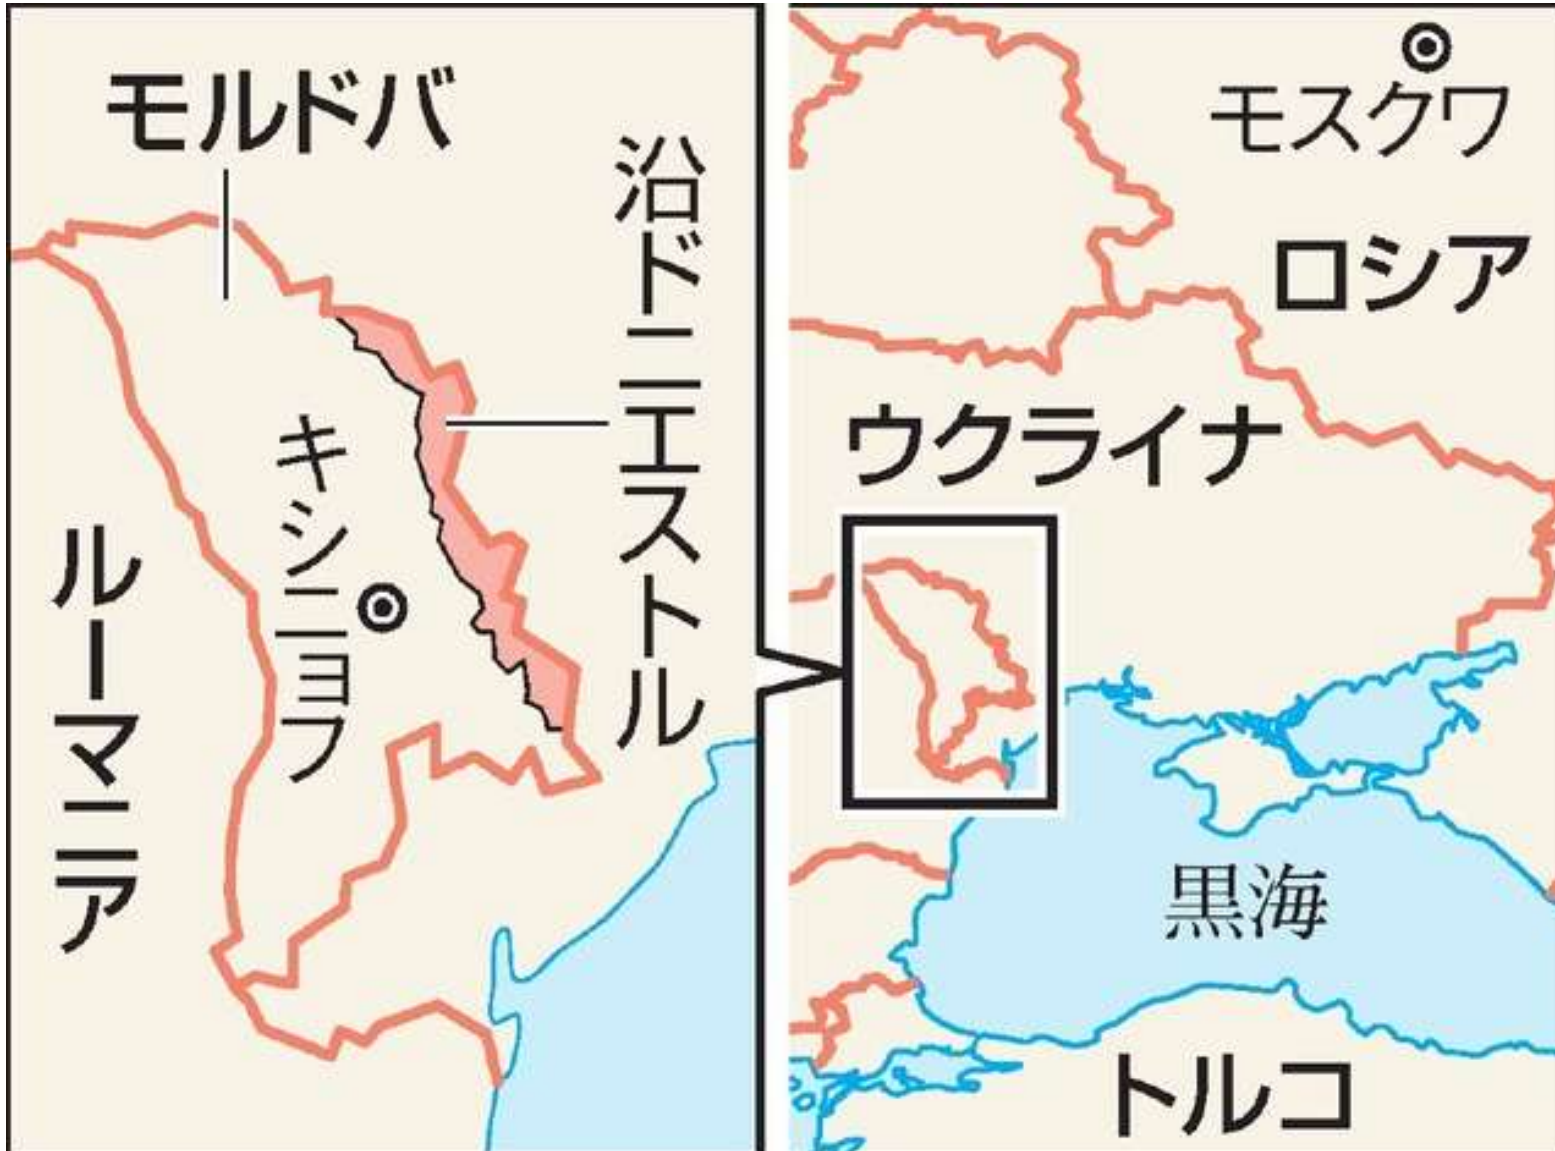 モルドバ
沿ドニエストル
キシニョフ
ルーマニア
モスクワ
ロシア
ウクライナ
黒海
トルコ